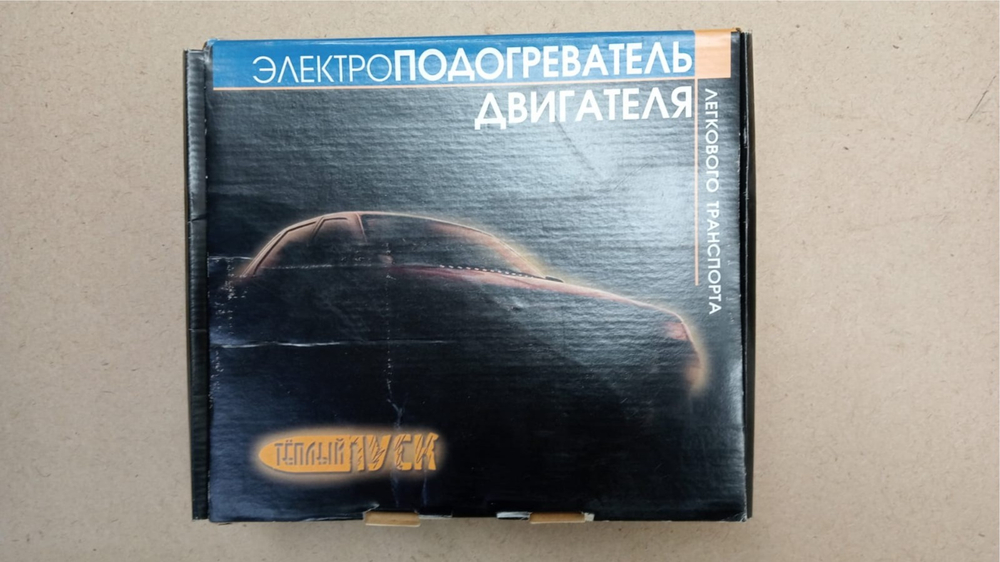 ЭЛЕКТРОПОДОГРЕВАТЕЛЬ
ДВИГАТЕЛЯ
ЛЕГКОВОГО ТРАНСПОРТА
ТЁПЛЫЙ ПУСК